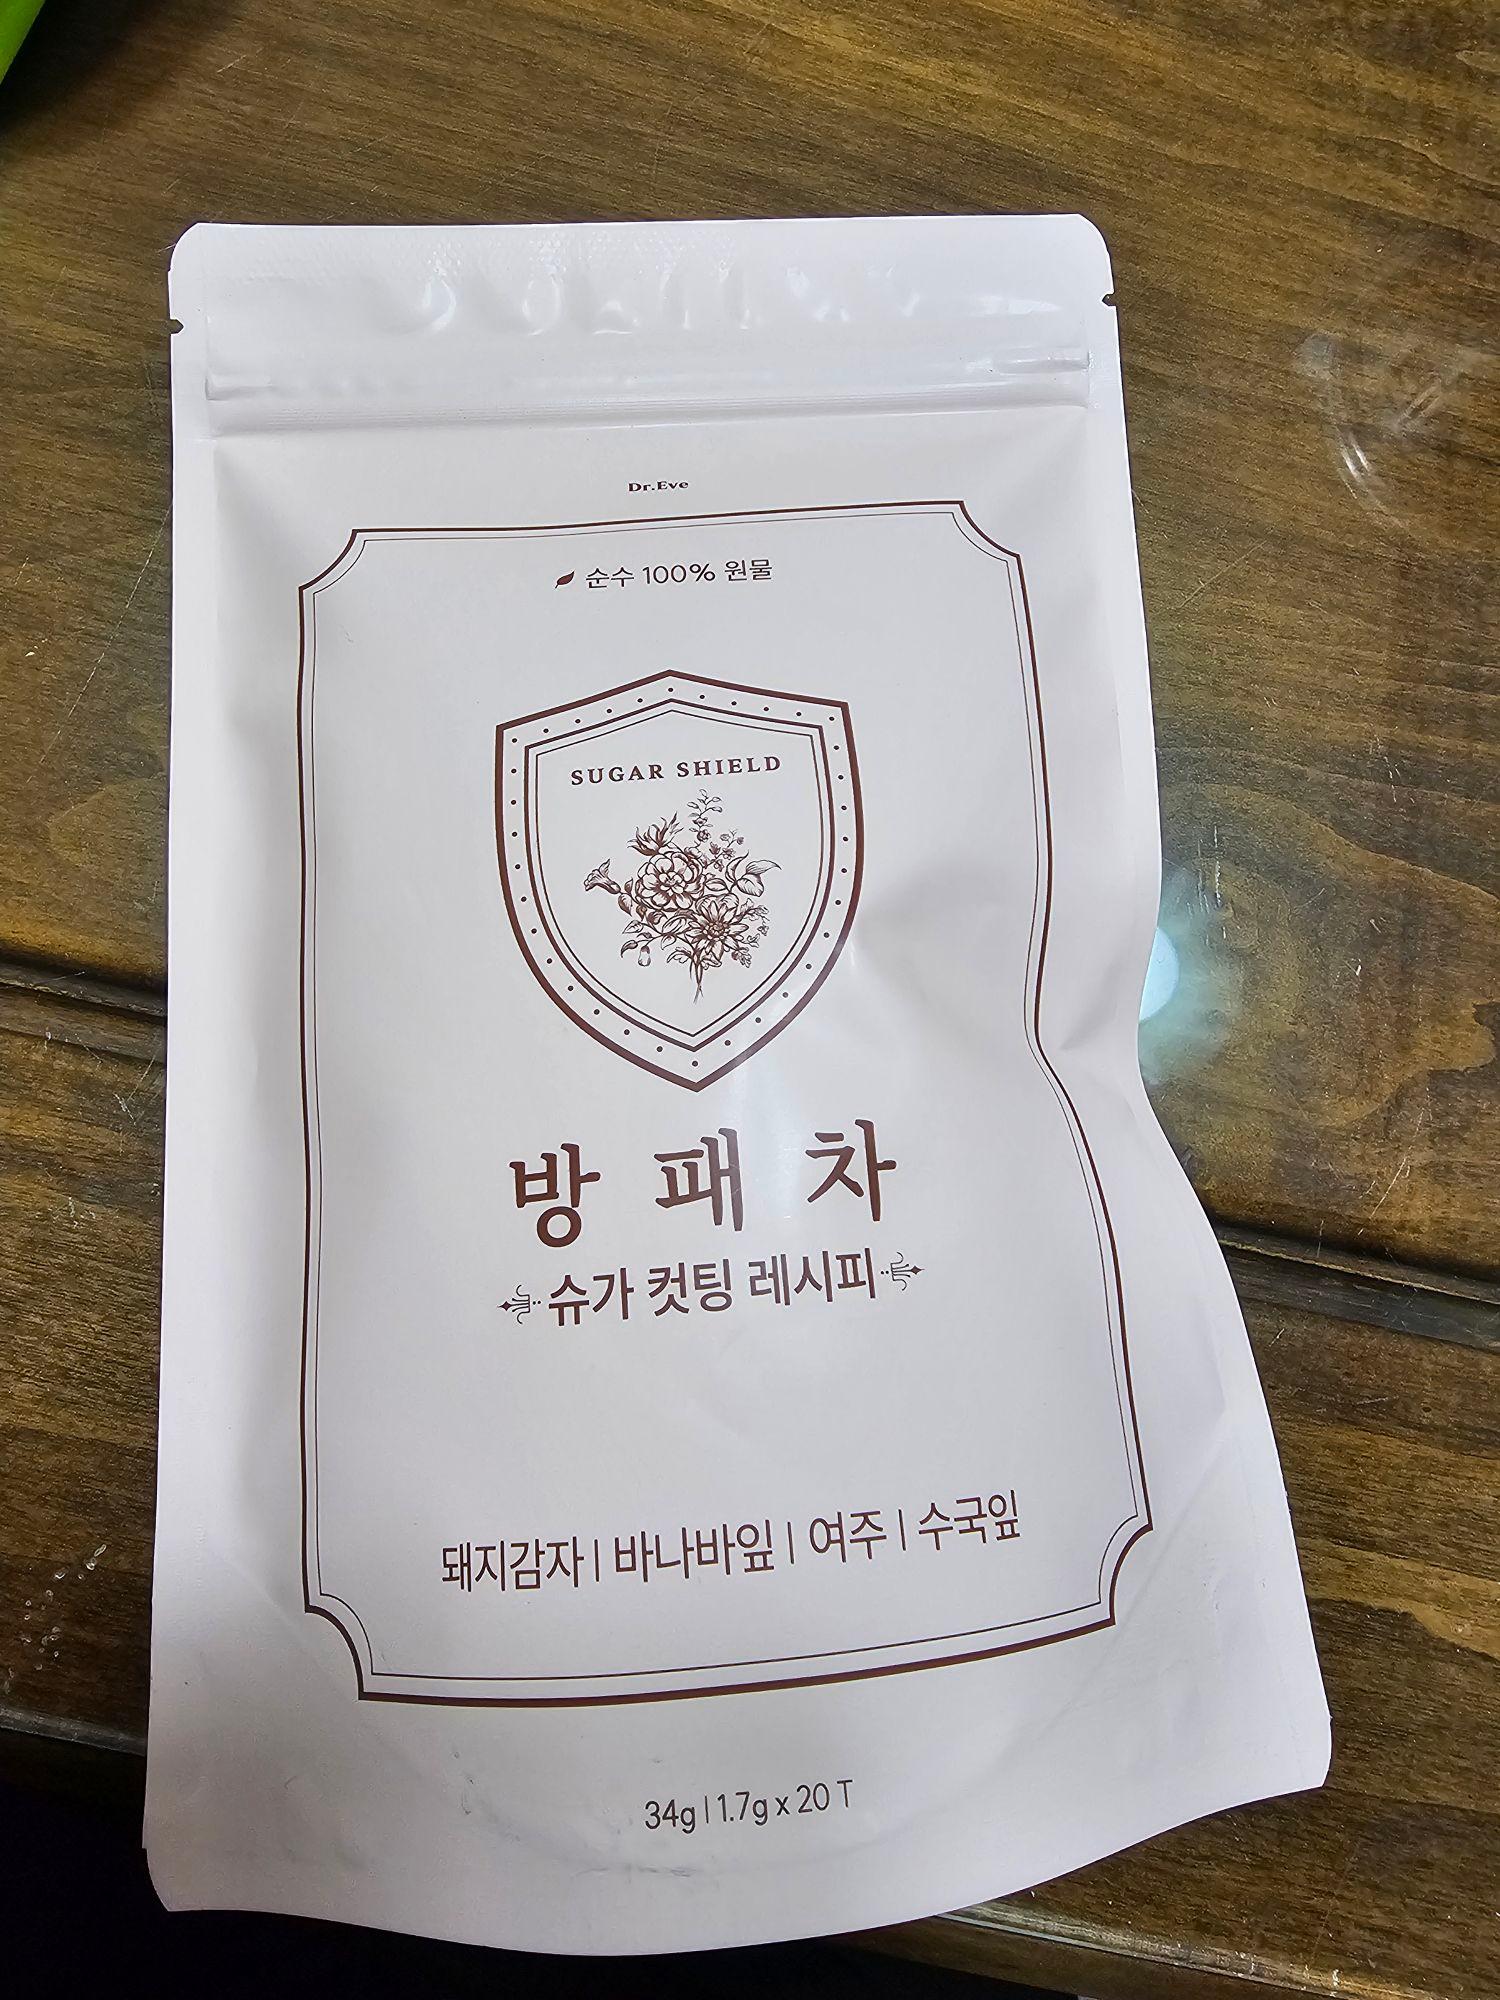 Dr.Eve
순수 100% 원물
SUGAR SHIELD
방패차
슈가 컷팅 레시피
돼지감자 | 바나바잎 | 여주 | 수국잎
34g | 1.7g x 20 T